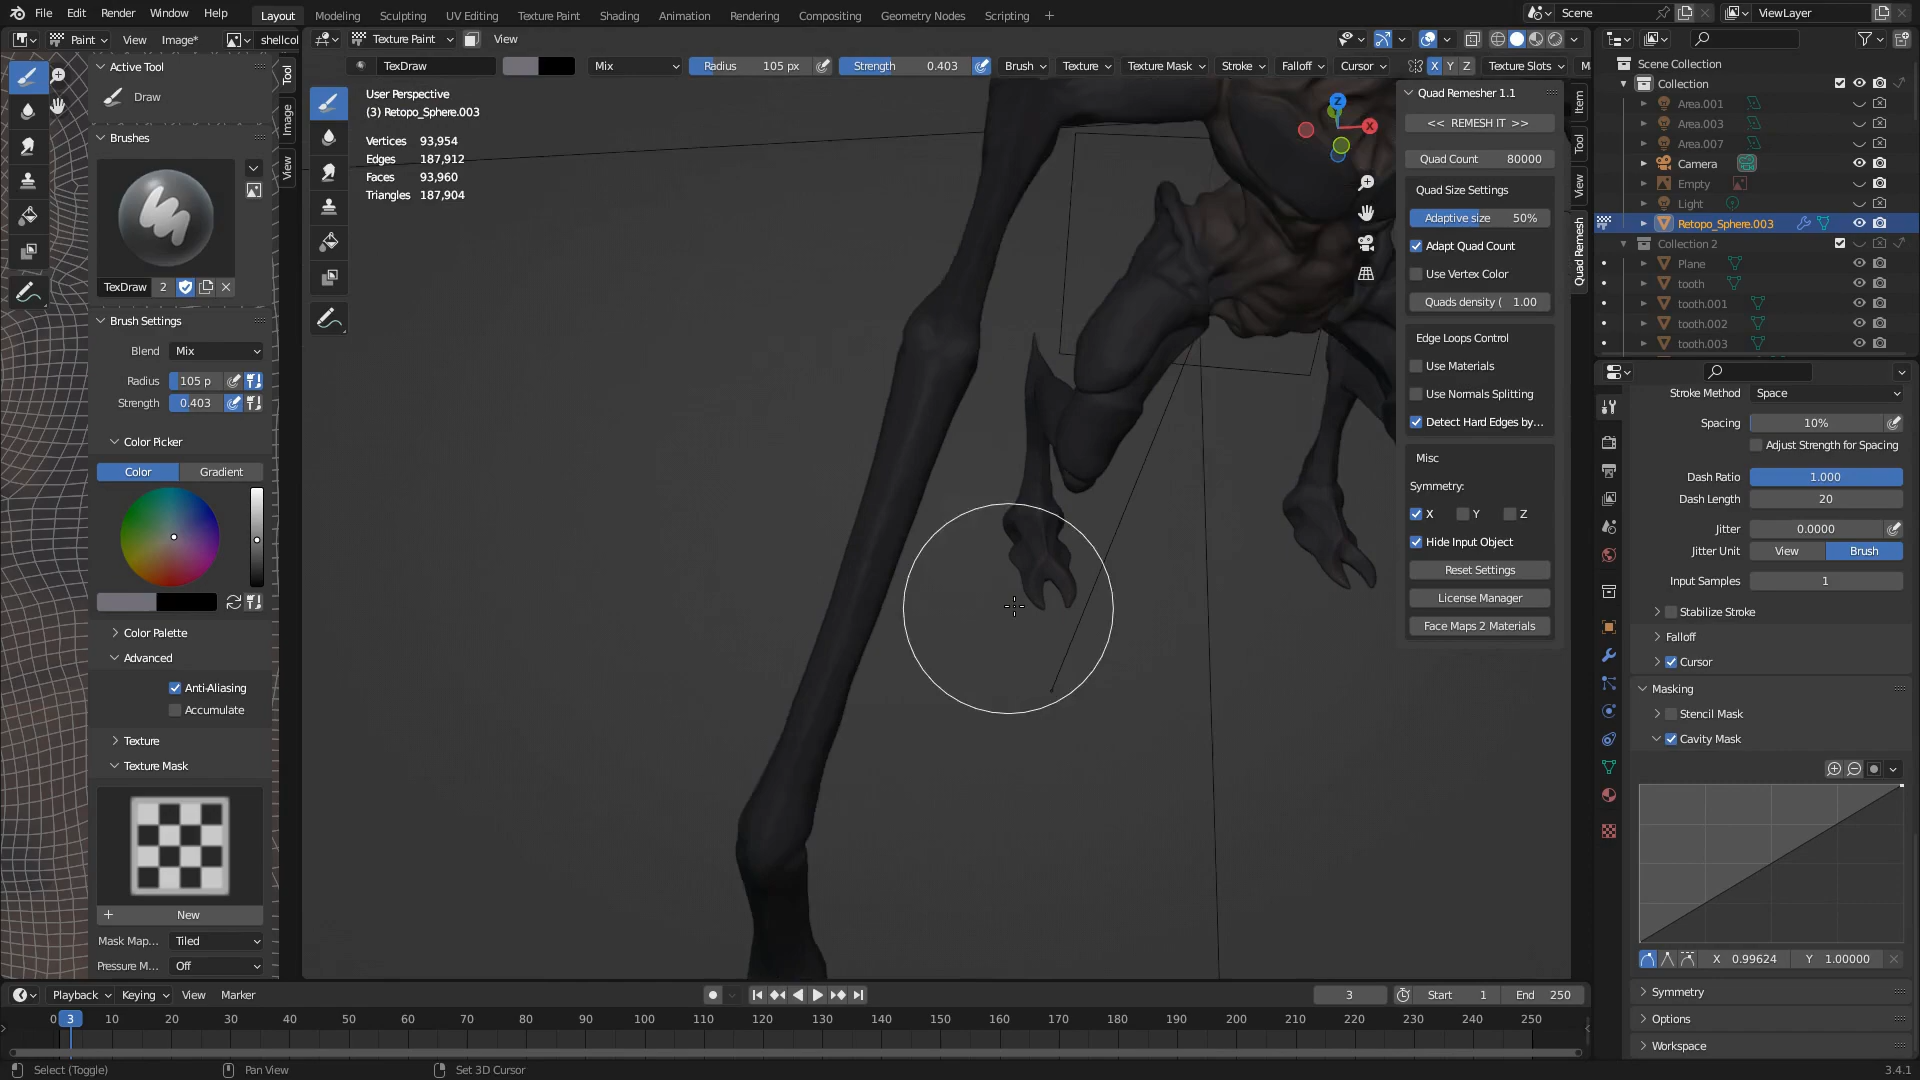 File Edit Render Window Help Layout Modeling Sculpting UV Editing Texture Paint Shading Animation Rendering Compositing Geometry Nodes Scripting + Scene ViewLayer
Paint View Image* shellcol Texture Paint View
TexDraw Mix Radius 105 px Strength 0.403 Brush Texture Texture Mask Stroke Falloff Cursor X Y Z Texture Slots M
Active Tool
Draw
Brushes
TexDraw 2
Brush Settings
Blend Mix
Radius 105 p
Strength 0.403
Color Picker
Color Gradient
Color Palette
Advanced
Anti-Aliasing
Accumulate
Texture
Texture Mask
New
Mask Map... Tiled
Pressure M... Off
Tool
Image
View
User Perspective
(3) Retopo_Sphere.003
Vertices 93,954
Edges 187,912
Faces 93,960
Triangles 187,904
Z
X
Quad Remesher 1.1
<< REMESH IT >>
Quad Count 80000
Quad Size Settings
Adaptive size 50%
Adapt Quad Count
Use Vertex Color
Quads density ( 1.00
Edge Loops Control
Use Materials
Use Normals Splitting
Detect Hard Edges by...
Misc
Symmetry:
X Y Z
Hide Input Object
Reset Settings
License Manager
Face Maps 2 Materials
Item
Tool
View
Quad Remesh
Scene Collection
Collection
Area.001
Area.003
Area.007
Camera
Empty
Light
Retopo_Sphere.003
Collection 2
Plane
tooth
tooth.001
tooth.002
tooth.003
Stroke Method Space
Spacing 10%
Adjust Strength for Spacing
Dash Ratio 1.000
Dash Length 20
Jitter 0.0000
Jitter Unit View Brush
Input Samples 1
Stabilize Stroke
Falloff
Cursor
Masking
Stencil Mask
Cavity Mask
X 0.99624 Y 1.00000
Symmetry
Options
Workspace
Playback Keying View Marker 3 Start 1 End 250
0 3 10 20 30 40 50 60 70 80 90 100 110 120 130 140 150 160 170 180 190 200 210 220 230 240 250
Select (Toggle) Pan View Set 3D Cursor 3.4.1